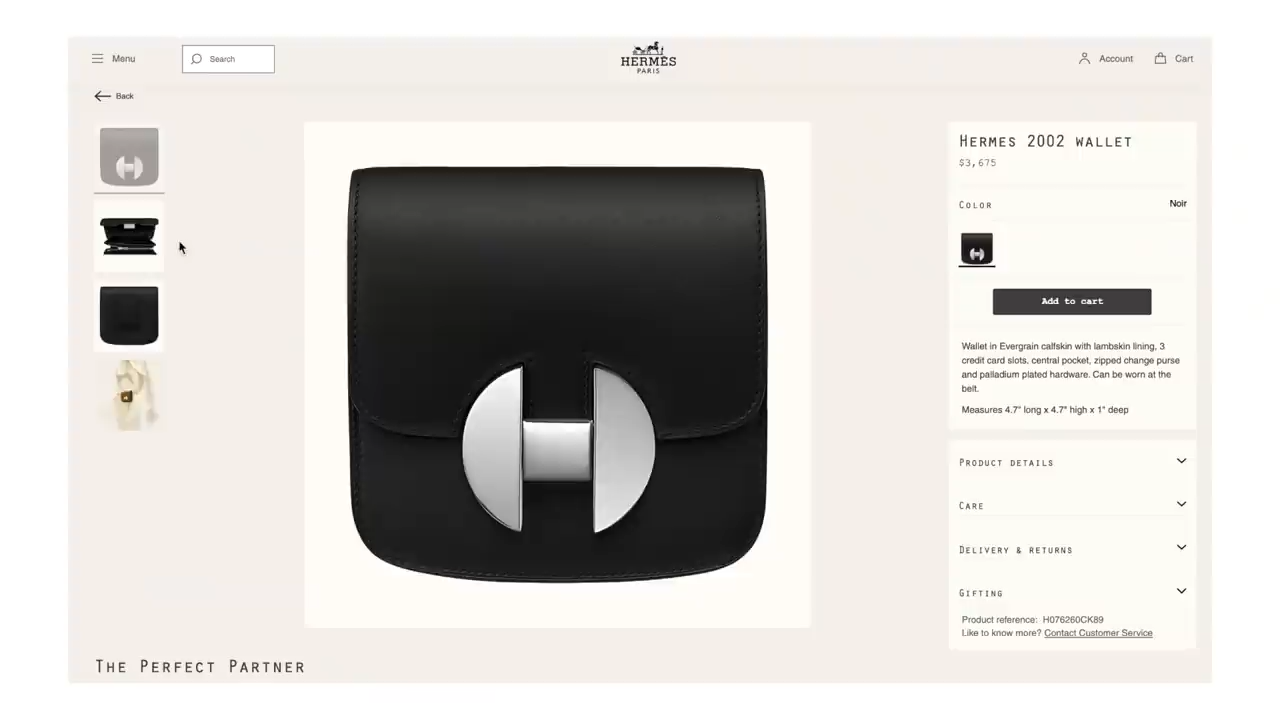 Menu
Search
HERMÈS
PARIS
Account
Cart
Back
Hermes 2002 wallet
$3,675
Color
Noir
Add to cart
Wallet in Evergrain calfskin with lambskin lining, 3
credit card slots, central pocket, zipped change purse
and palladium plated hardware. Can be worn at the
belt.
Measures 4.7" long x 4.7" high x 1" deep
Product details
Care
Delivery & returns
Gifting
Product reference: H076260CK89
Like to know more? Contact Customer Service
The Perfect Partner